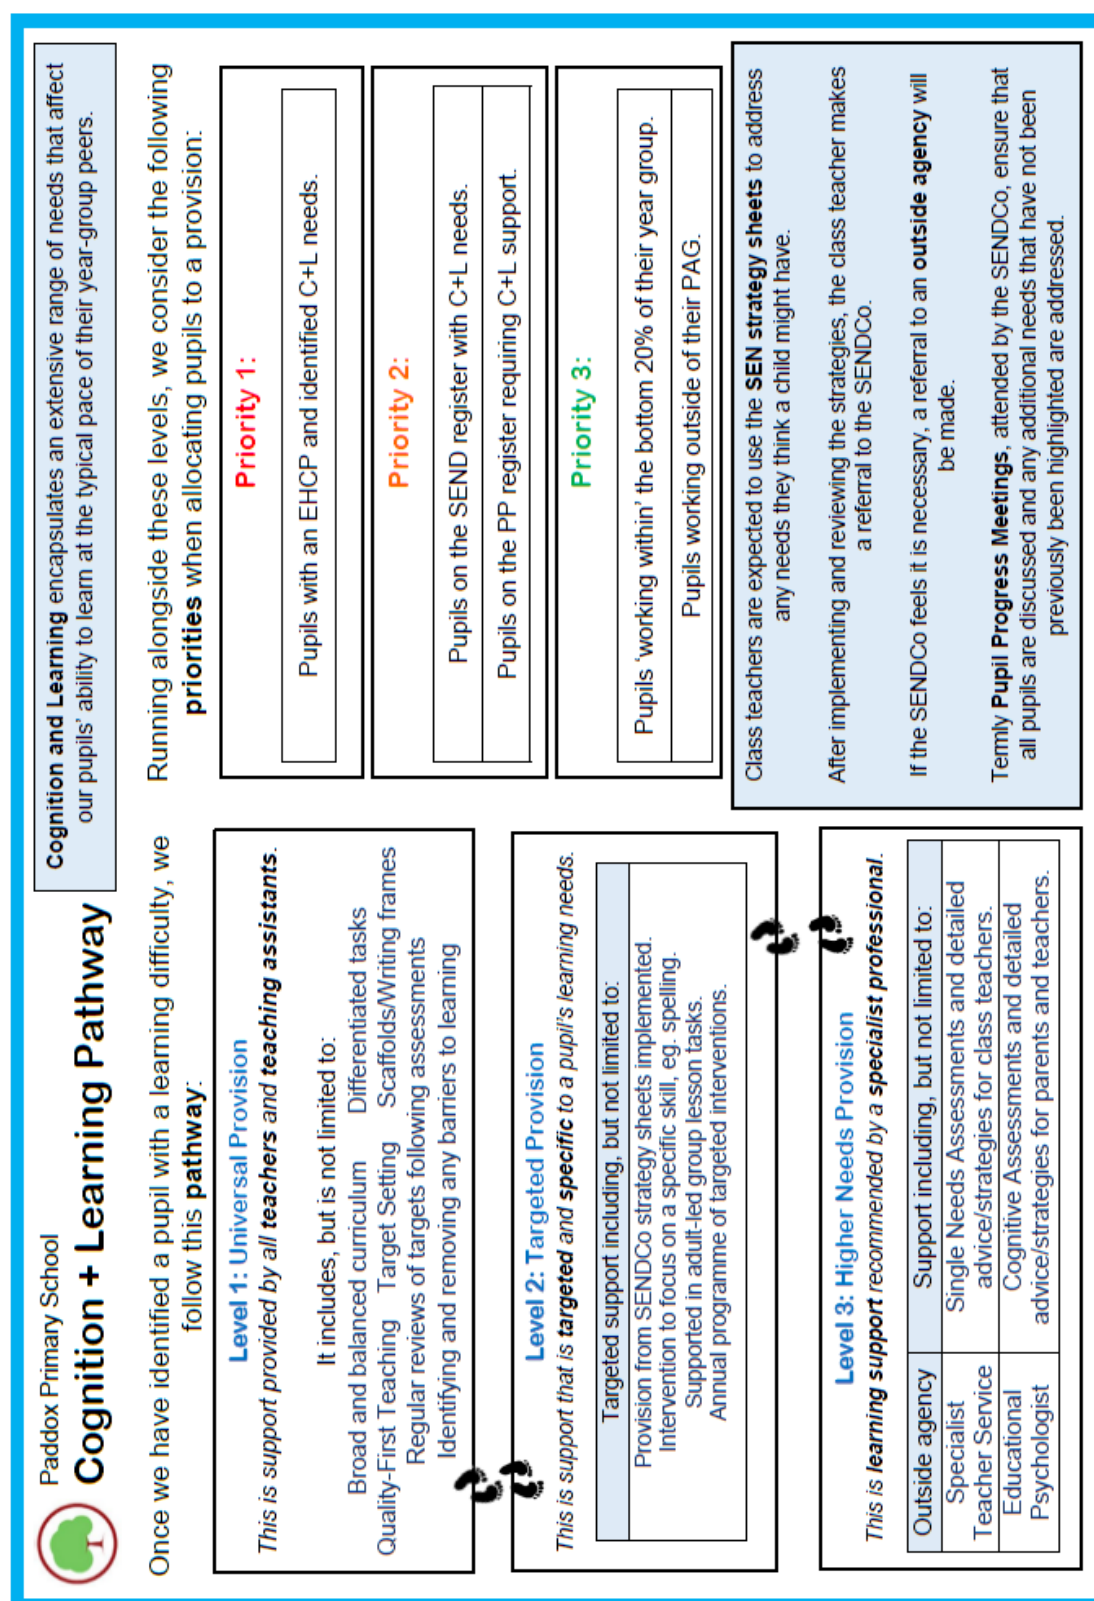 Paddox Primary School
Cognition + Learning Pathway
Cognition and Learning encapsulates an extensive range of needs that affect
our pupils' ability to learn at the typical pace of their year-group peers.
Once we have identified a pupil with a learning difficulty, we
follow this pathway:
Level 1: Universal Provision
This is support provided by all teachers and teaching assistants.
It includes, but is not limited to:
Broad and balanced curriculum Differentiated tasks
Quality-First Teaching Target Setting Scaffolds/Writing frames
Regular reviews of targets following assessments
Identifying and removing any barriers to learning
Level 2: Targeted Provision
This is support that is targeted and specific to a pupil's learning needs.
Targeted support including, but not limited to:
Provision from SENDCo strategy sheets implemented.
Intervention to focus on a specific skill, eg. spelling.
Supported in adult-led group lesson tasks.
Annual programme of targeted interventions.
Level 3: Higher Needs Provision
This is learning support recommended by a specialist professional.
Outside agency Support including, but not limited to:
Specialist Single Needs Assessments and detailed
Teacher Service advice/strategies for class teachers.
Educational Cognitive Assessments and detailed
Psychologist advice/strategies for parents and teachers.
Running alongside these levels, we consider the following
priorities when allocating pupils to a provision:
Priority 1:
Pupils with an EHCP and identified C+L needs.
Priority 2:
Pupils on the SEND register with C+L needs.
Pupils on the PP register requiring C+L support.
Priority 3:
Pupils 'working within' the bottom 20% of their year group.
Pupils working outside of their PAG.
Class teachers are expected to use the SEN strategy sheets to address
any needs they think a child might have.
After implementing and reviewing the strategies, the class teacher makes
a referral to the SENDCo.
If the SENDCo feels it is necessary, a referral to an outside agency will
be made.
Termly Pupil Progress Meetings, attended by the SENDCo, ensure that
all pupils are discussed and any additional needs that have not been
previously been highlighted are addressed.